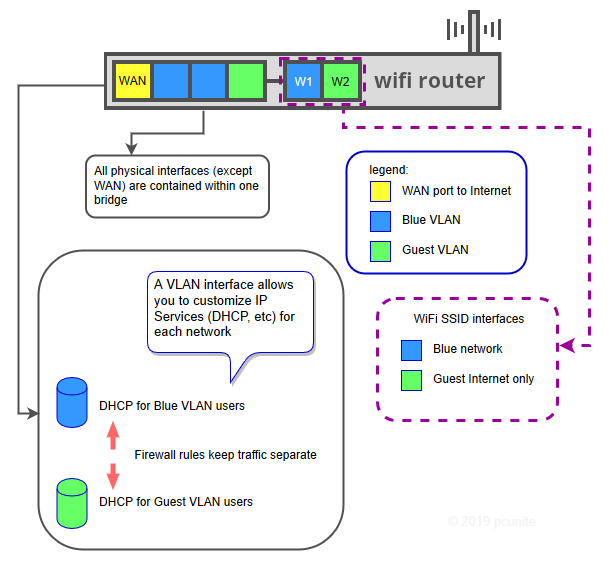 WAN
W1
W2
wifi router
All physical interfaces (except
WAN) are contained within one
bridge
legend:
WAN port to Internet
Blue VLAN
Guest VLAN
A VLAN interface allows
you to customize IP
Services (DHCP, etc) for
each network
WiFi SSID interfaces
Blue network
Guest Internet only
DHCP for Blue VLAN users
Firewall rules keep traffic separate
DHCP for Guest VLAN users
© 2019 pcunite